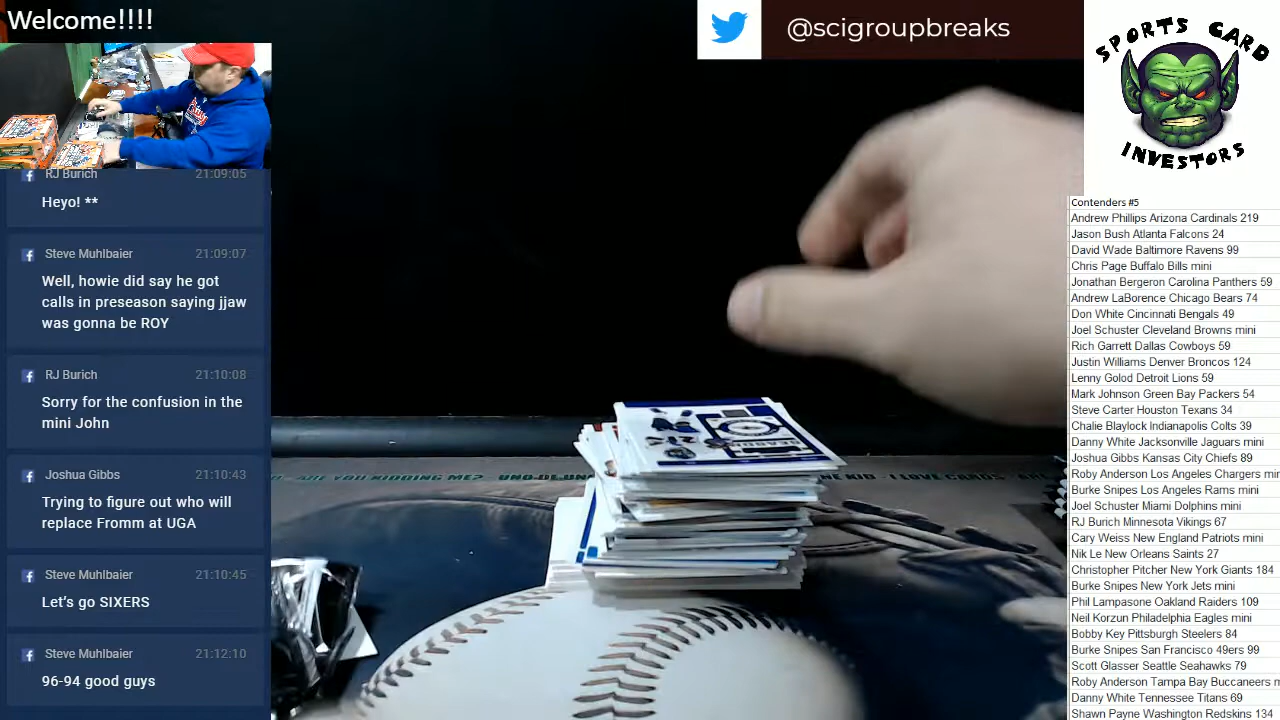 Welcome!!!!
@scigroupbreaks
SPORTS CARD
INVESTORS
RJ Burich 21:09:05
Heyo! **
Steve Muhlbaier 21:09:07
Well, howie did say he got
calls in preseason saying jjaw
was gonna be ROY
RJ Burich 21:10:08
Sorry for the confusion in the
mini John
Joshua Gibbs 21:10:43
Trying to figure out who will
replace Fromm at UGA
Steve Muhlbaier 21:10:45
Let's go SIXERS
Steve Muhlbaier 21:12:10
96-94 good guys
Contenders #5
Andrew Phillips Arizona Cardinals 219
Jason Bush Atlanta Falcons 24
David Wade Baltimore Ravens 99
Chris Page Buffalo Bills mini
Jonathan Bergeron Carolina Panthers 59
Andrew LaBorence Chicago Bears 74
Don White Cincinnati Bengals 49
Joel Schuster Cleveland Browns mini
Rich Garrett Dallas Cowboys 59
Justin Williams Denver Broncos 124
Lenny Golod Detroit Lions 59
Mark Johnson Green Bay Packers 54
Steve Carter Houston Texans 34
Chalie Blaylock Indianapolis Colts 39
Danny White Jacksonville Jaguars mini
Joshua Gibbs Kansas City Chiefs 89
Roby Anderson Los Angeles Chargers min
Burke Snipes Los Angeles Rams mini
Joel Schuster Miami Dolphins mini
RJ Burich Minnesota Vikings 67
Cary Weiss New England Patriots mini
Nik Le New Orleans Saints 27
Christopher Pitcher New York Giants 184
Burke Snipes New York Jets mini
Phil Lampasone Oakland Raiders 109
Neil Korzun Philadelphia Eagles mini
Bobby Key Pittsburgh Steelers 84
Burke Snipes San Francisco 49ers 99
Scott Glasser Seattle Seahawks 79
Roby Anderson Tampa Bay Buccaneers m
Danny White Tennessee Titans 69
Shawn Payne Washington Redskins 134
ARE YOU KIDDING ME?
I LOVE CARDS
SEASON